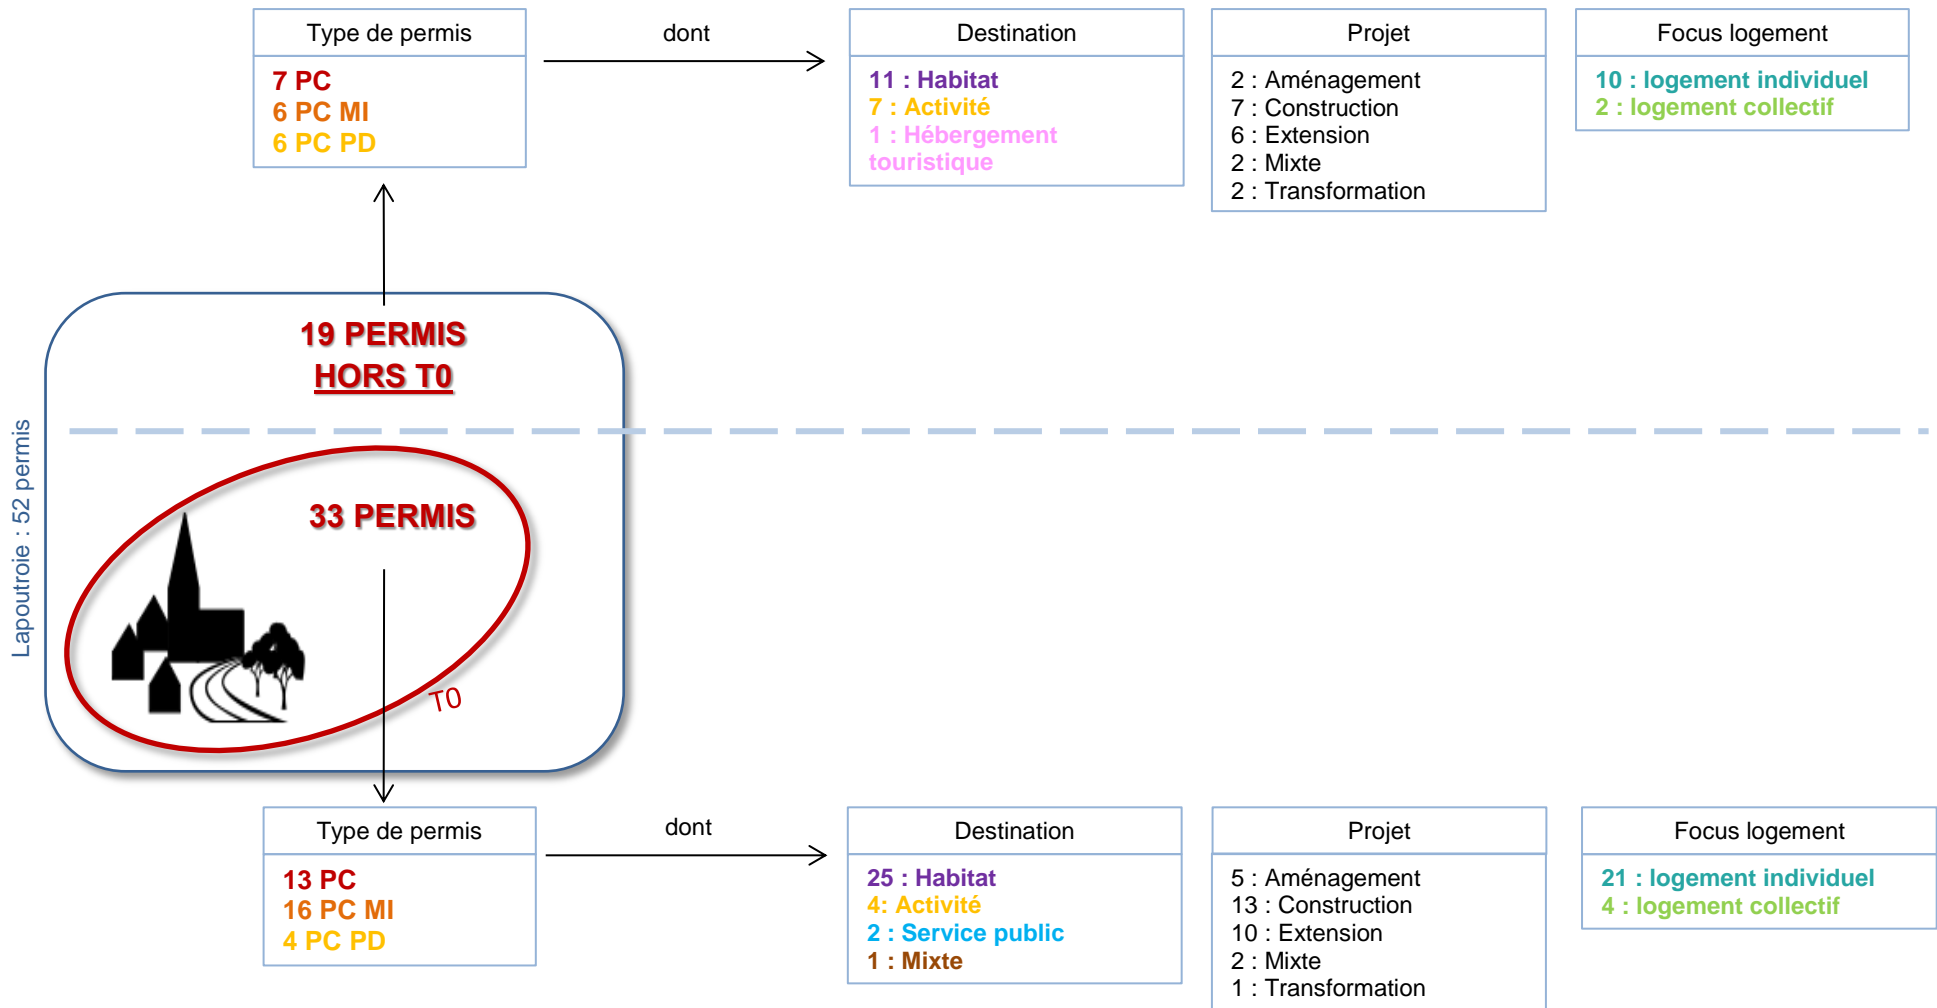 Type de permis
7 PC
6 PC MI
6 PC PD
dont
Destination
11 : Habitat
7 : Activité
1 : Hébergement
touristique
Projet
2 : Aménagement
7 : Construction
6 : Extension
2 : Mixte
2 : Transformation
Focus logement
10 : logement individuel
2 : logement collectif
19 PERMIS
HORS T0
Lapoutroie : 52 permis
33 PERMIS
T0
Type de permis
13 PC
16 PC MI
4 PC PD
dont
Destination
25 : Habitat
4: Activité
2 : Service public
1 : Mixte
Projet
5 : Aménagement
13 : Construction
10 : Extension
2 : Mixte
1 : Transformation
Focus logement
21 : logement individuel
4 : logement collectif